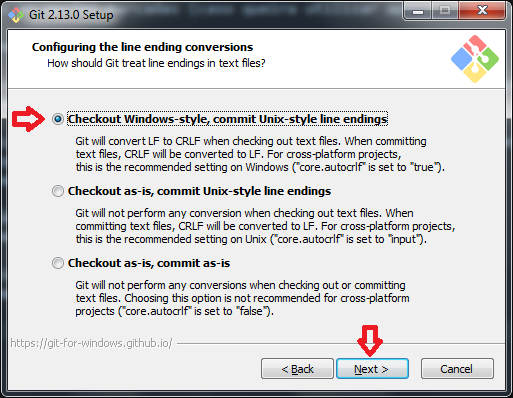 Git 2.13.0 Setup
Configuring the line ending conversions
How should Git treat line endings in text files?
Checkout Windows-style, commit Unix-style line endings
Git will convert LF to CRLF when checking out text files. When committing
text files, CRLF will be converted to LF. For cross-platform projects,
this is the recommended setting on Windows ("core.autocrlf" is set to "true").
Checkout as-is, commit Unix-style line endings
Git will not perform any conversion when checking out text files. When
committing text files, CRLF will be converted to LF. For cross-platform projects,
this is the recommended setting on Unix ("core.autocrlf" is set to "input").
Checkout as-is, commit as-is
Git will not perform any conversions when checking out or committing
text files. Choosing this option is not recommended for cross-platform
projects ("core.autocrlf" is set to "false").
https://git-for-windows.github.io/
< Back
Next >
Cancel